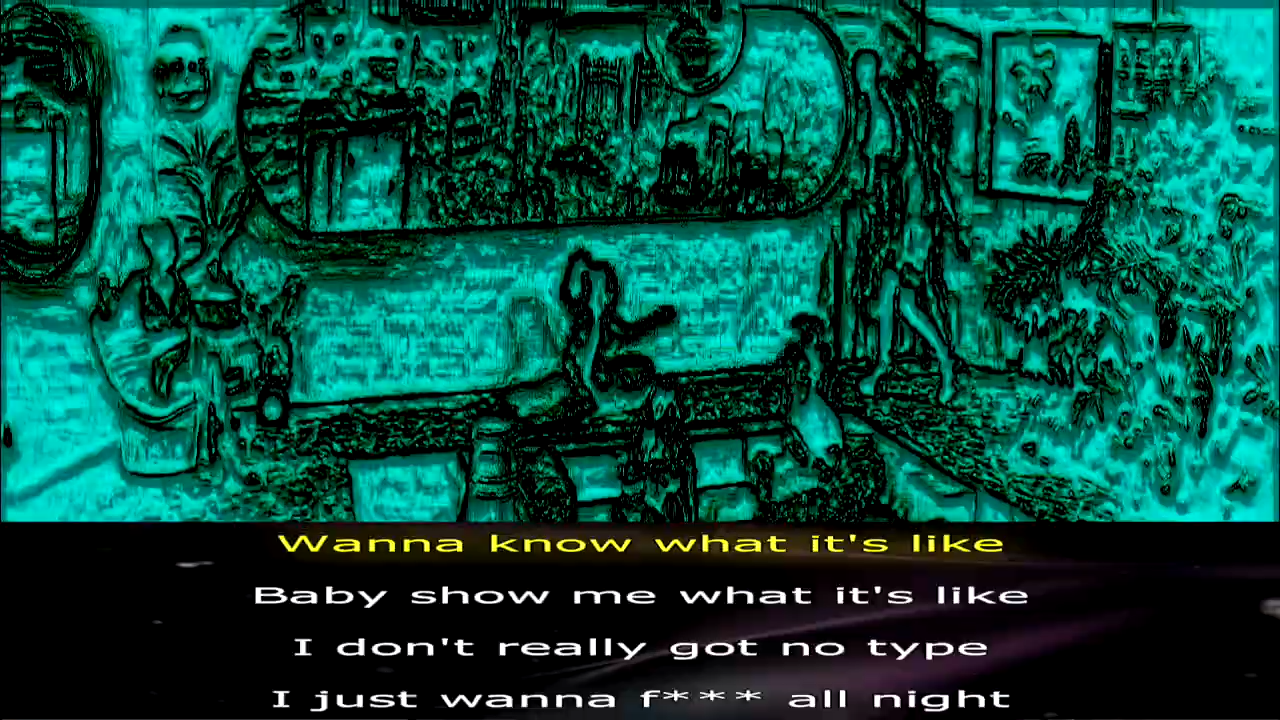 Wanna know what it's like
Baby show me what it's like
I don't really got no type
I just wanna f*** all night